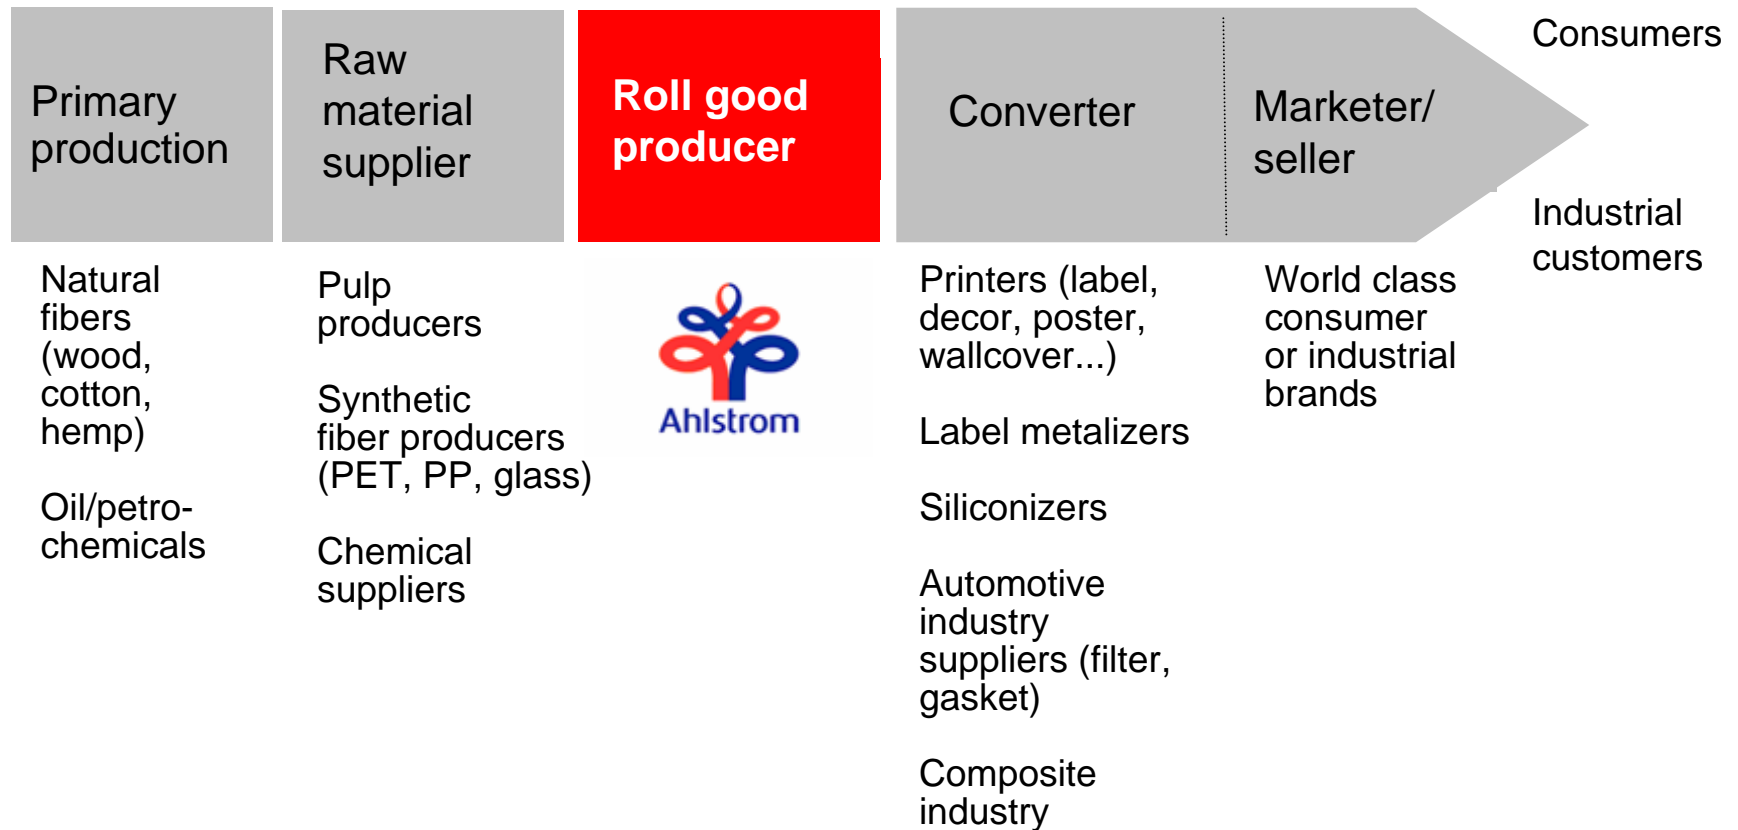 Primary
production
Raw
material
supplier
Roll good
producer
Converter
Marketer/
seller
Consumers
Industrial
customers
Natural
fibers
(wood,
cotton,
hemp)
Oil/petro-
chemicals
Pulp
producers
Synthetic
fiber producers
(PET, PP, glass)
Chemical
suppliers
Ahlstrom
Printers (label,
decor, poster,
wallcover...)
Label metalizers
Siliconizers
Automotive
industry
suppliers (filter,
gasket)
Composite
industry
World class
consumer
or industrial
brands